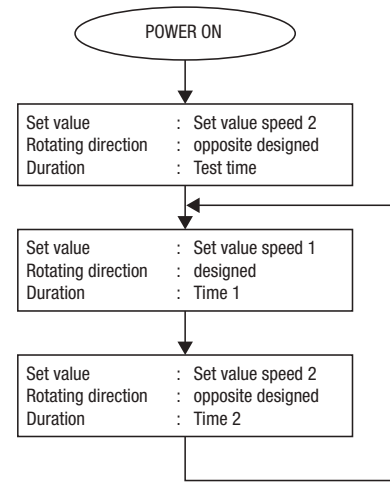 POWER ON
Set value : Set value speed 2
Rotating direction : opposite designed
Duration : Test time
Set value : Set value speed 1
Rotating direction : designed
Duration : Time 1
Set value : Set value speed 2
Rotating direction : opposite designed
Duration : Time 2